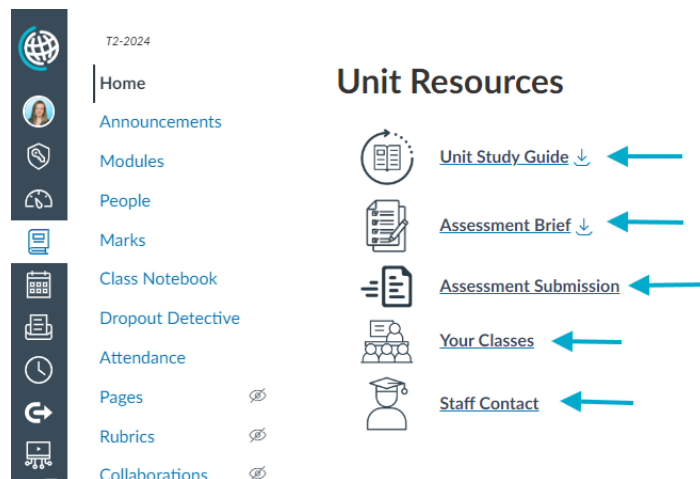 T2-2024
Home
Announcements
Modules
People
Marks
Class Notebook
Dropout Detective
Attendance
Pages
Rubrics
Collaborations
Unit Resources
Unit Study Guide
Assessment Brief
Assessment Submission
Your Classes
Staff Contact